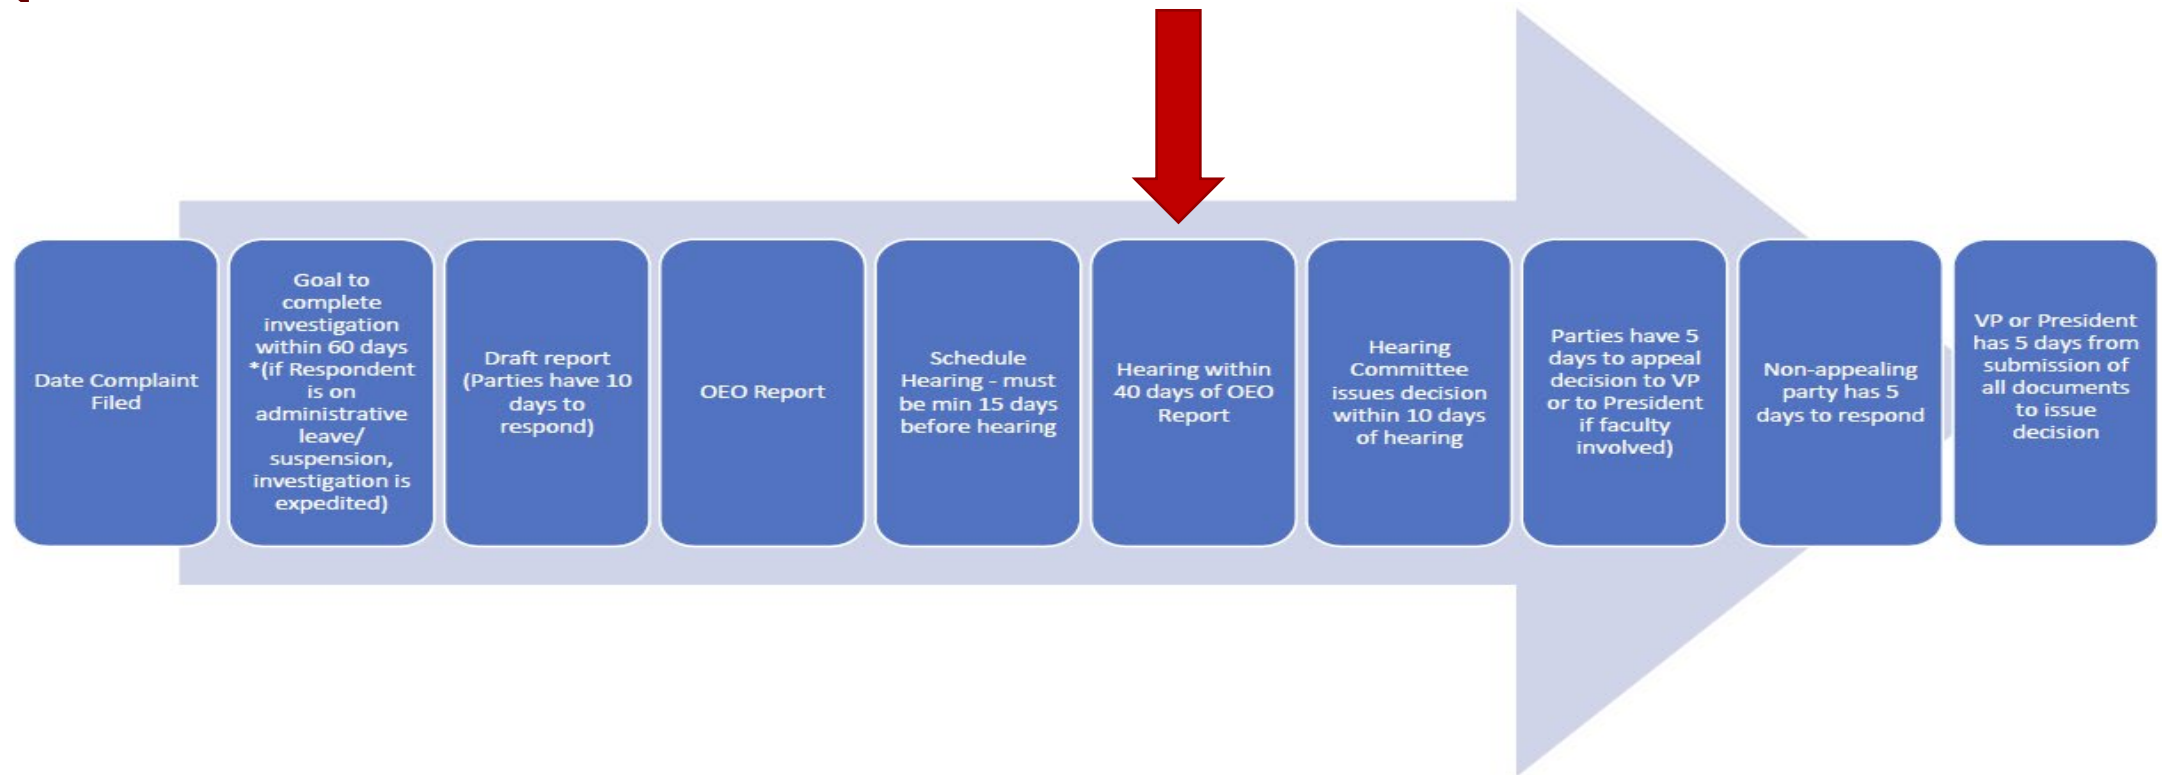 Date Complaint
Filed
Goal to
complete
investigation
within 60 days
*(if Respondent
is on
administrative
leave/
suspension,
investigation is
expedited)
Draft report
(Parties have 10
days to
respond)
OEO Report
Schedule
Hearing - must
be min 15 days
before hearing
Hearing within
40 days of OEO
Report
Hearing
Committee
issues decision
within 10 days
of hearing
Parties have 5
days to appeal
decision to VP
or to President
if faculty
involved)
Non-appealing
party has 5
days to respond
VP or President
has 5 days from
submission of
all documents
to issue
decision